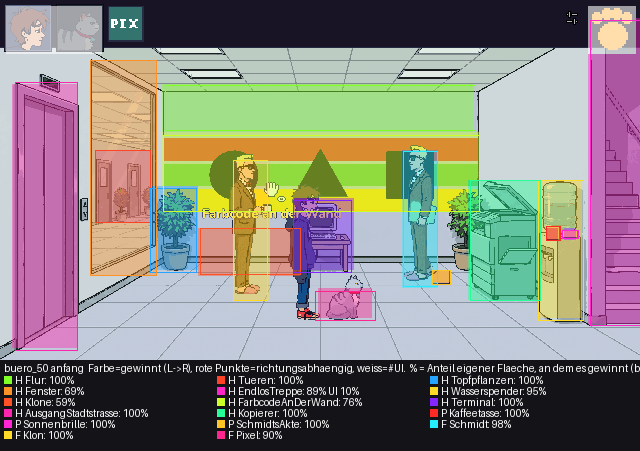 PIX
Farbcode an der Wand
buero_50 anfang Farbe=gewinnt (L->R), rote Punkte=richtungsabhaengig, weiss=#UI. % = Anteil eigener Flaeche, an dem es gewinnt (b
H Flur: 100%
H Tueren: 100%
H Topfpflanzen: 100%
H Fenster: 69%
H EndlosTreppe: 89% UI 10%
H Wasserspender: 95%
H Klone: 59%
H FarbcodeAnDerWand: 76%
H Terminal: 100%
H AusgangStadtstrasse: 100%
H Kopierer: 100%
P Kaffeetasse: 100%
P Sonnenbrille: 100%
P SchmidtsAkte: 100%
F Schmidt: 98%
F Klon: 60%
F Pixel: 90%